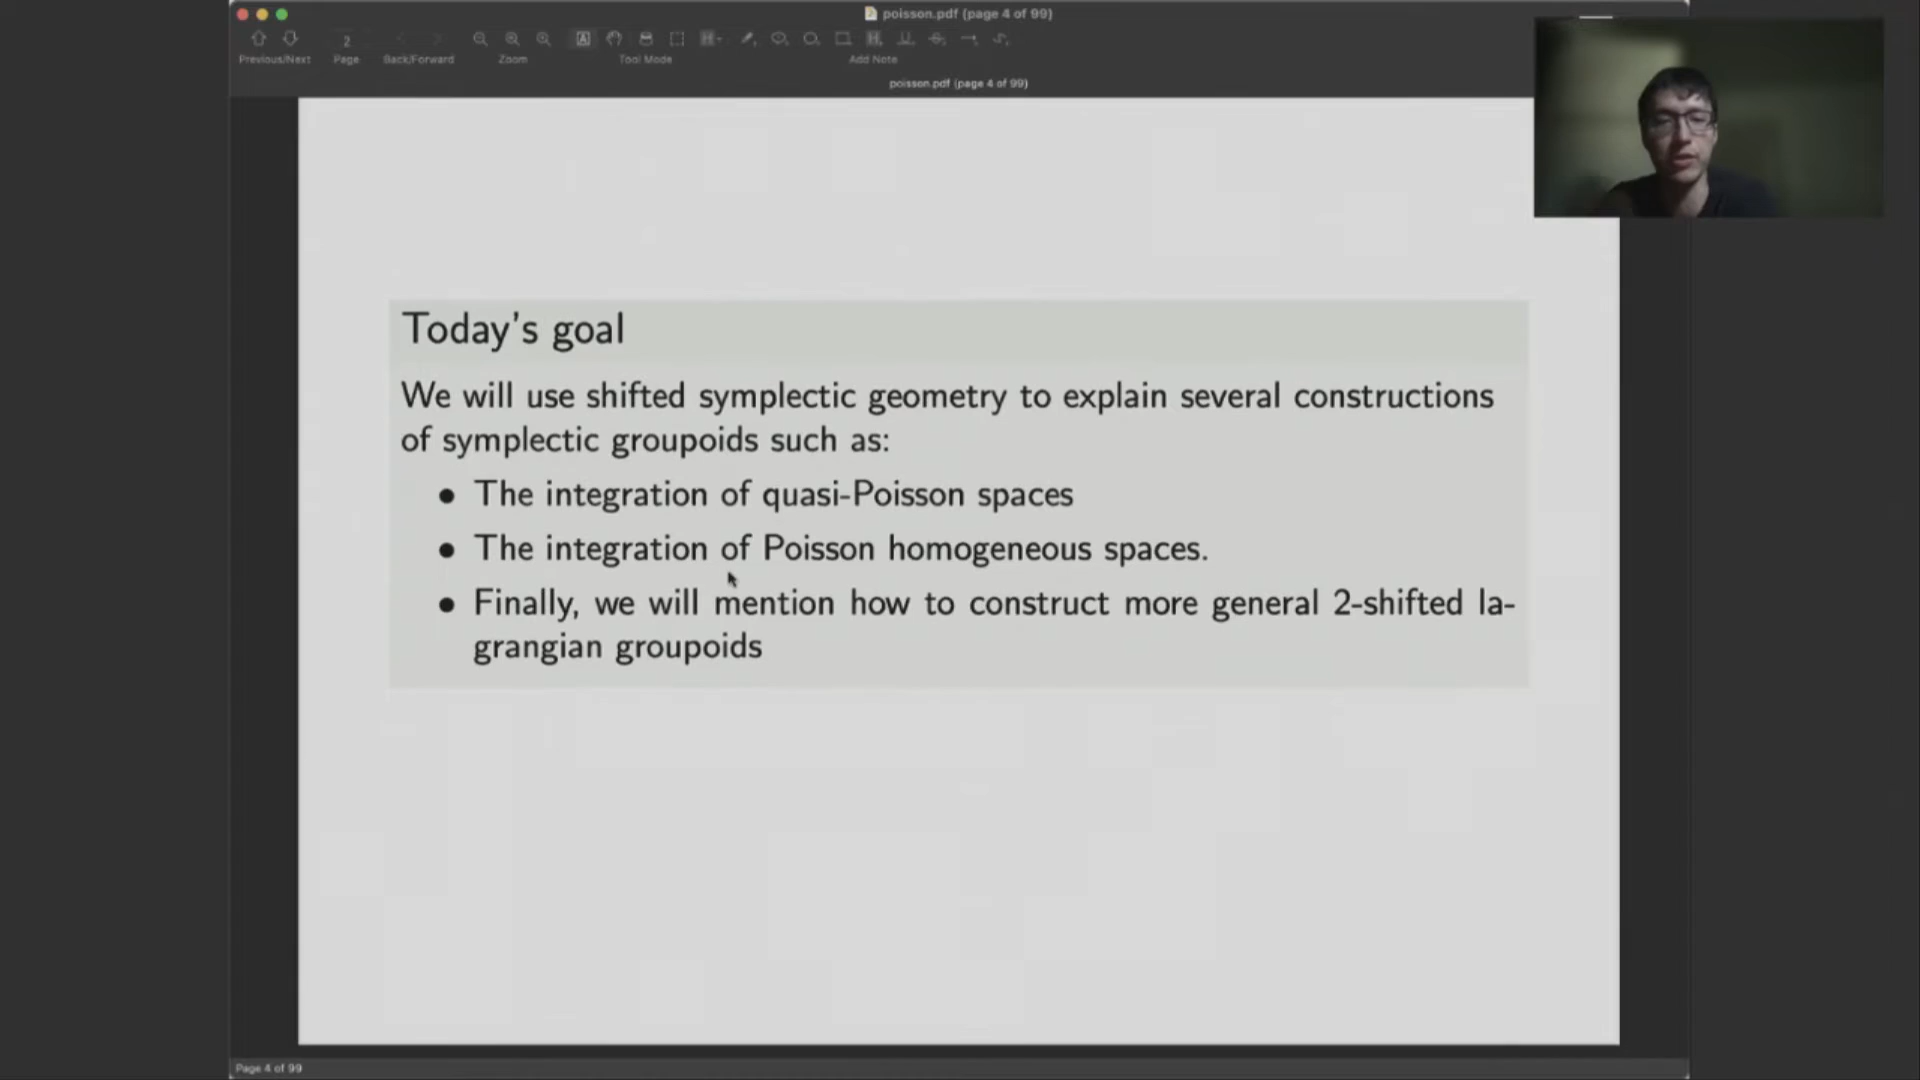 poisson.pdf (page 4 of 99)
2
Previous/Next Page Back/Forward Zoom Tool Mode Add Note
poisson.pdf (page 4 of 99)
Today's goal
We will use shifted symplectic geometry to explain several constructions
of symplectic groupoids such as:
• The integration of quasi-Poisson spaces
• The integration of Poisson homogeneous spaces.
• Finally, we will mention how to construct more general 2-shifted la-
grangian groupoids
Page 4 of 99